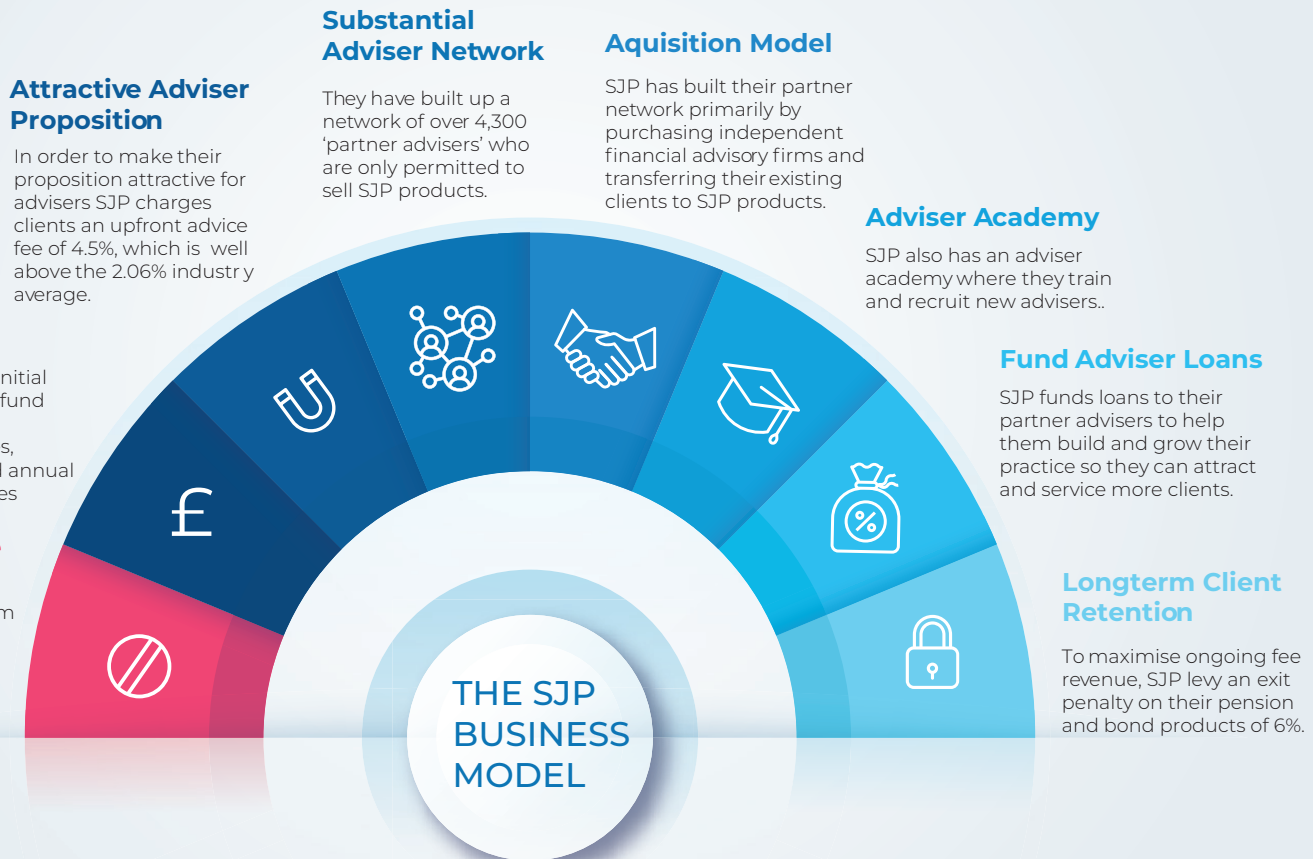 Substantial
Adviser Network
They have built up a
network of over 4,300
‘partner advisers’ who
are only permitted to
sell SJP products.
Aquisition Model
SJP has built their partner
network primarily by
purchasing independent
financial advisory firms and
transferring their existing
clients to SJP products.
Attractive Adviser
Proposition
In order to make their
proposition attractive for
advisers SJP charges
clients an upfront advice
fee of 4.5%, which is well
above the 2.06% industry
average.
Adviser Academy
SJP also has an adviser
academy where they train
and recruit new advisers..
Fund Adviser Loans
SJP funds loans to their
partner advisers to help
them build and grow their
practice so they can attract
and service more clients.
Longterm Client
Retention
To maximise ongoing fee
revenue, SJP levy an exit
penalty on their pension
and bond products of 6%.
fund
annual
£
%
THE SJP
BUSINESS
MODEL